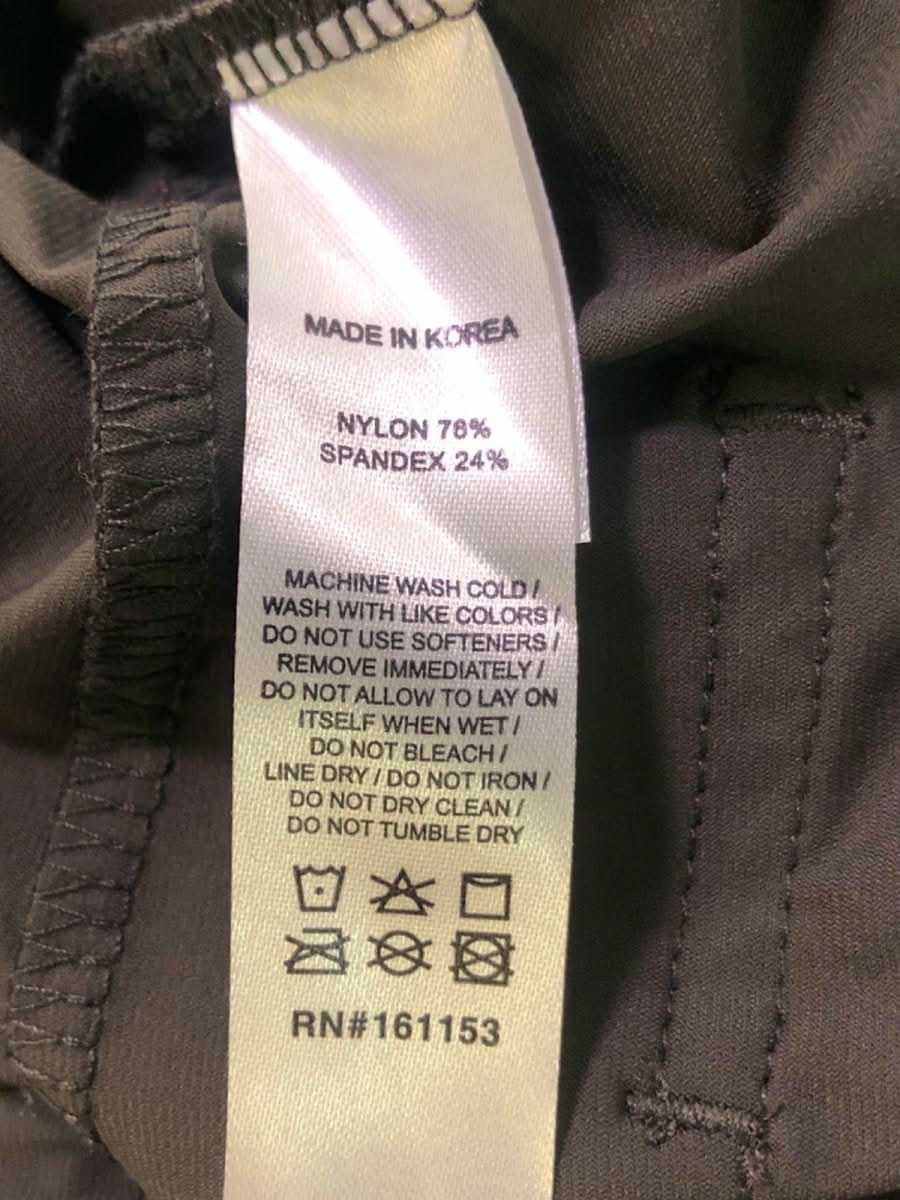 MADE IN KOREA
NYLON 76%
SPANDEX 24%
MACHINE WASH COLD /
WASH WITH LIKE COLORS /
DO NOT USE SOFTENERS /
REMOVE IMMEDIATELY /
DO NOT ALLOW TO LAY ON
ITSELF WHEN WET /
DO NOT BLEACH /
LINE DRY / DO NOT IRON /
DO NOT DRY CLEAN /
DO NOT TUMBLE DRY
RN#161153